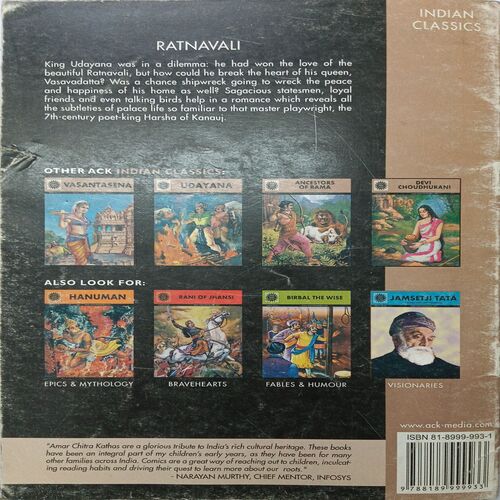 INDIAN
CLASSICS
RATNAVALI
King Udayana was in a dilemma: he had won the love of the
beautiful Ratnavali, but how could he break the heart of his queen,
Vasavadatta? Was a chance shipwreck going to wreck the peace
and happiness of his home as well? Sagacious statesmen, loyal
friends and even talking birds help in a romance which reveals all
the subtleties of palace life so familiar to that master playwright, the
7th-century poet-king Harsha of Kanauj.
OTHER ACK INDIAN CLASSICS:
VASANTASENA
UDAYANA
ANCESTORS
OF RAMA
DEVI
CHOUDHURANI
ALSO LOOK FOR:
HANUMAN
RANI OF JHANSI
BIRBAL THE WISE
JAMSETJI TATA
EPICS & MYTHOLOGY
BRAVEHEARTS
FABLES & HUMOUR
VISIONARIES
www.ack-media.com
ISBN 81-8999-993-1
9 788189 999933
"Amar Chitra Kathas are a glorious tribute to India's rich cultural heritage. These books
have been an integral part of my children's early years, as they have been for many
other families across India. Comics are a great way of reaching out to children, inculcat-
ing reading habits and driving their quest to learn more about our roots."
- NARAYAN MURTHY, CHIEF MENTOR, INFOSYS